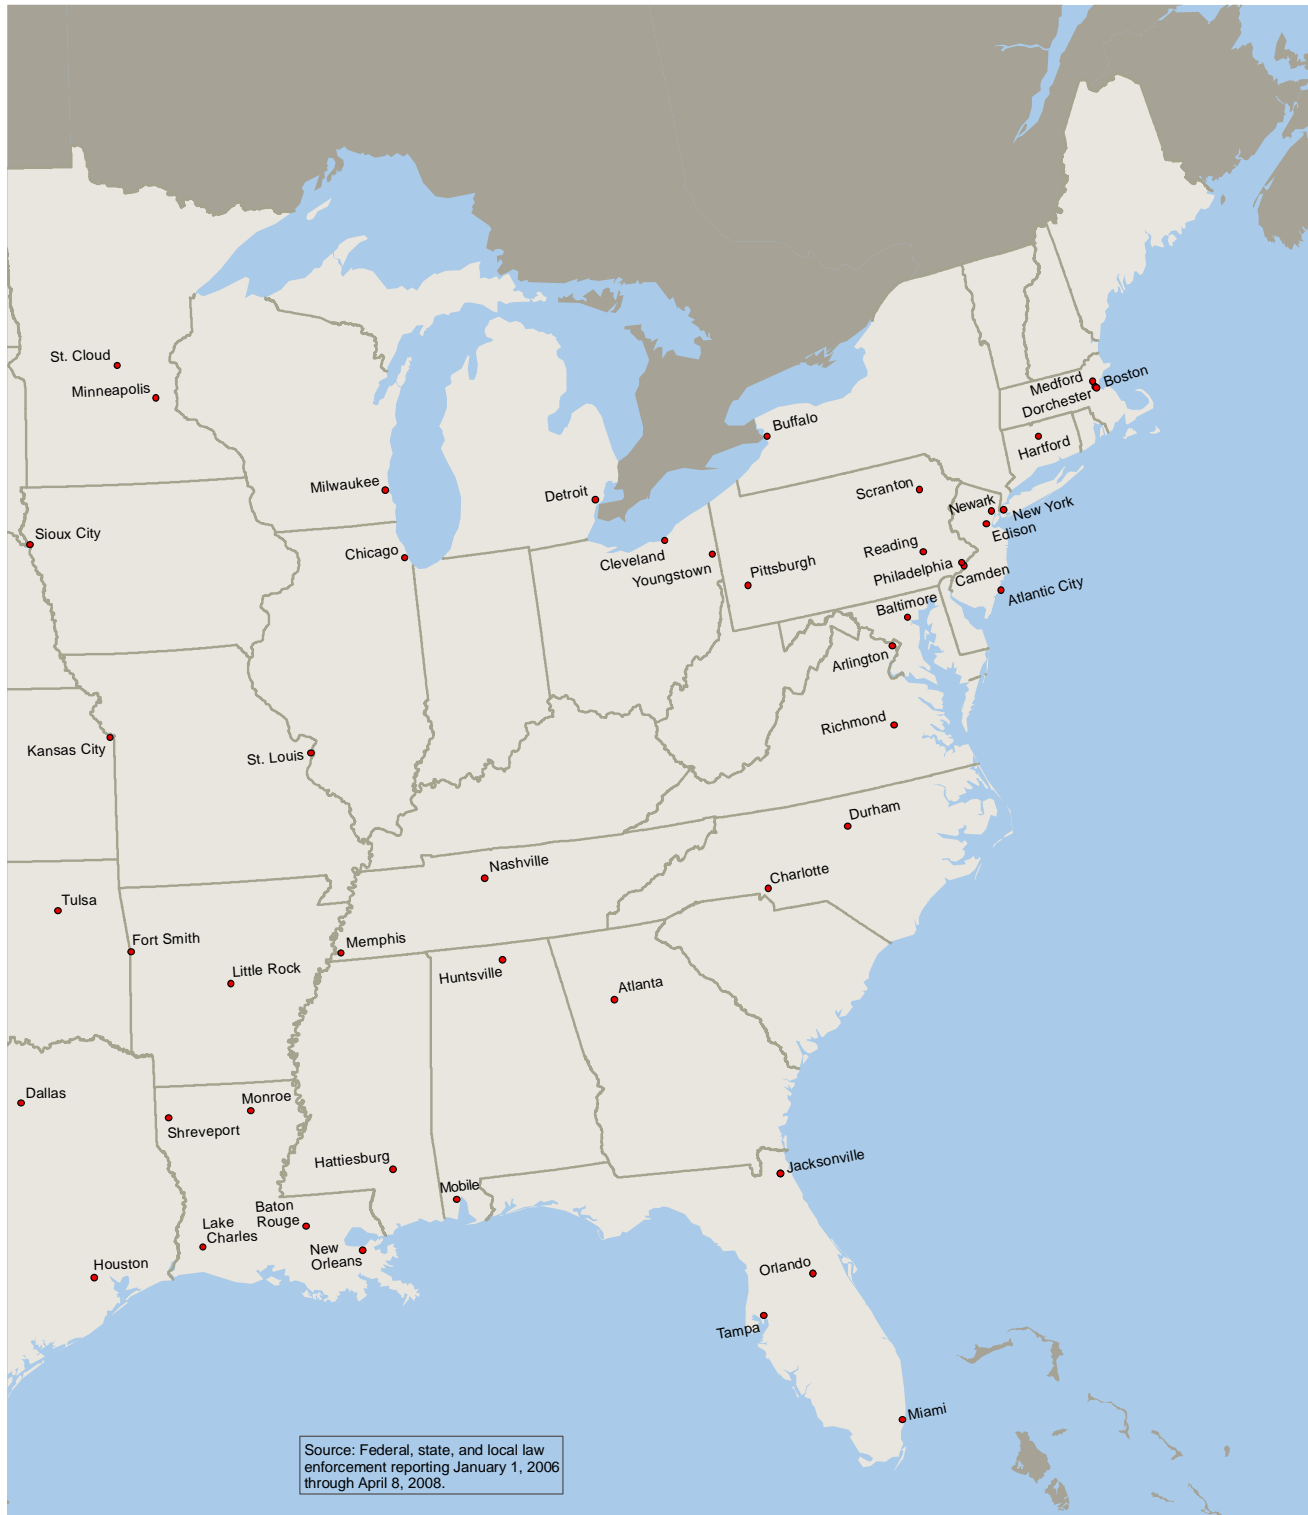 St. Cloud
Minneapolis
Medford
Boston
Dorchester
Buffalo
Hartford
Milwaukee
Detroit
Scranton
Newark
New York
Edison
Sioux City
Chicago
Cleveland
Youngstown
Pittsburgh
Reading
Philadelphia
Camden
Atlantic City
Baltimore
Arlington
Richmond
Kansas City
St. Louis
Durham
Nashville
Charlotte
Tulsa
Fort Smith
Memphis
Little Rock
Huntsville
Atlanta
Dallas
Monroe
Shreveport
Hattiesburg
Jacksonville
Mobile
Baton
Rouge
Lake
Charles
New
Orleans
Houston
Orlando
Tampa
Miami
Source: Federal, state, and local law
enforcement reporting January 1, 2006
through April 8, 2008.